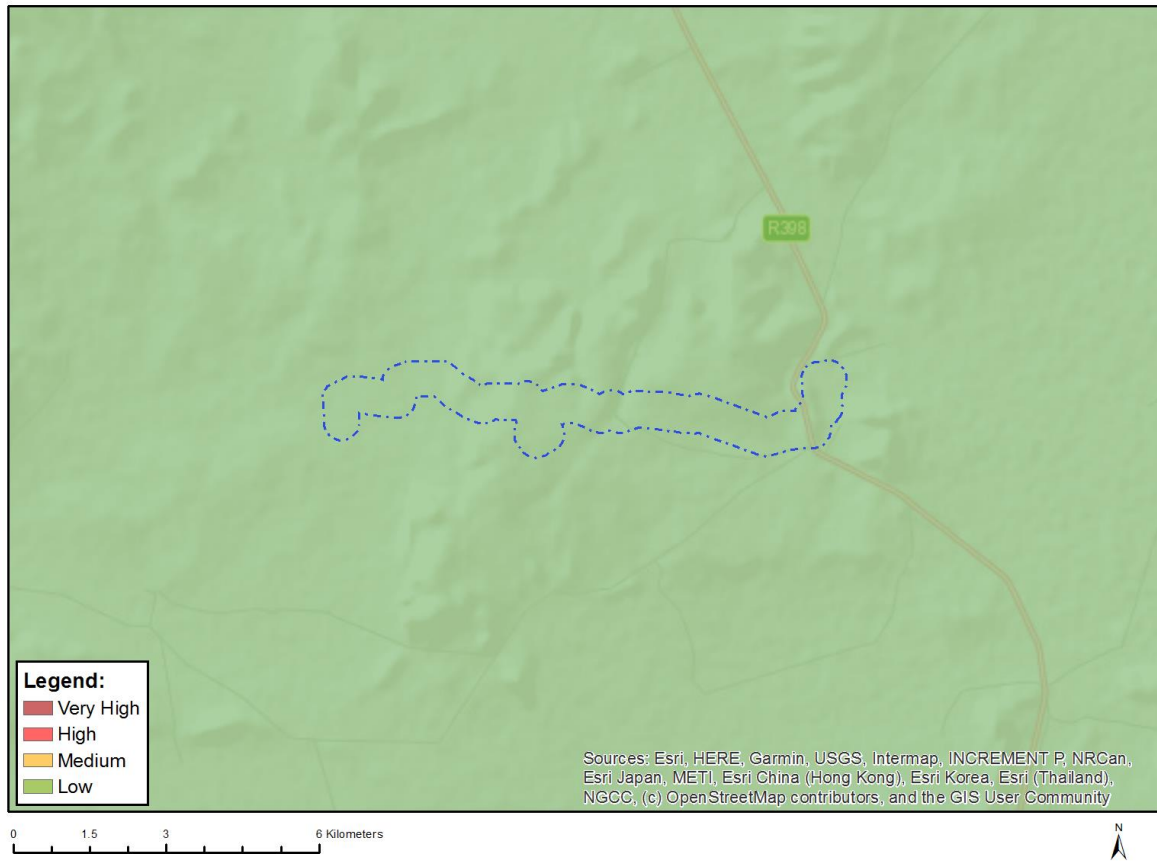 R398
Legend:
Very High
High
Medium
Low
Sources: Esri, HERE, Garmin, USGS, Intermap, INCREMENT P, NRCan,
Esri Japan, METI, Esri China (Hong Kong), Esri Korea, Esri (Thailand),
NGCC, (c) OpenStreetMap contributors, and the GIS User Community
0 1.5 3 6 Kilometers
N